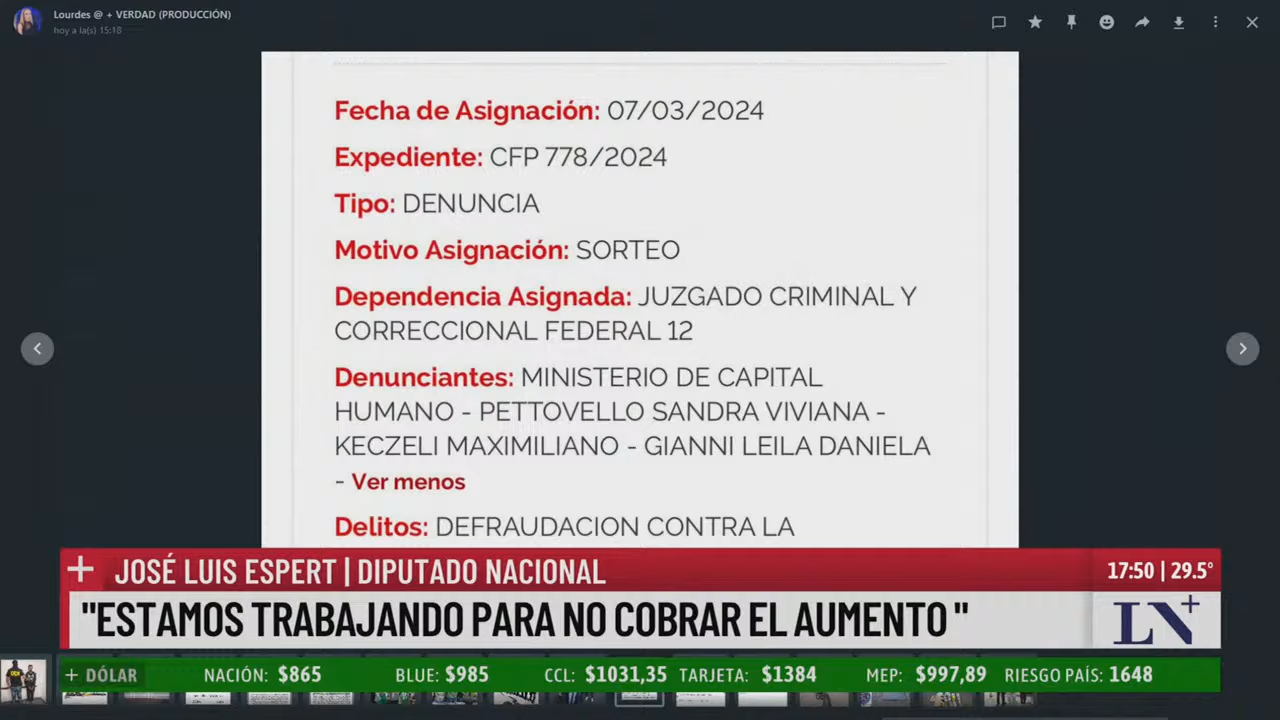 Lourdes @ + VERDAD (PRODUCCIÓN)
hoy a la(s) 15:18
Fecha de Asignación: 07/03/2024
Expediente: CFP 778/2024
Tipo: DENUNCIA
Motivo Asignación: SORTEO
Dependencia Asignada: JUZGADO CRIMINAL Y
CORRECCIONAL FEDERAL 12
Denunciantes: MINISTERIO DE CAPITAL
HUMANO - PETTOVELLO SANDRA VIVIANA -
KECZELI MAXIMILIANO - GIANNI LEILA DANIELA
- Ver menos
Delitos: DEFRAUDACION CONTRA LA
+ JOSÉ LUIS ESPERT | DIPUTADO NACIONAL
17:50 | 29.5°
"ESTAMOS TRABAJANDO PARA NO COBRAR EL AUMENTO "
LN+
+ DÓLAR NACIÓN: $865 BLUE: $985 CCL: $1031,35 TARJETA: $1384 MEP: $997,89 RIESGO PAÍS: 1648